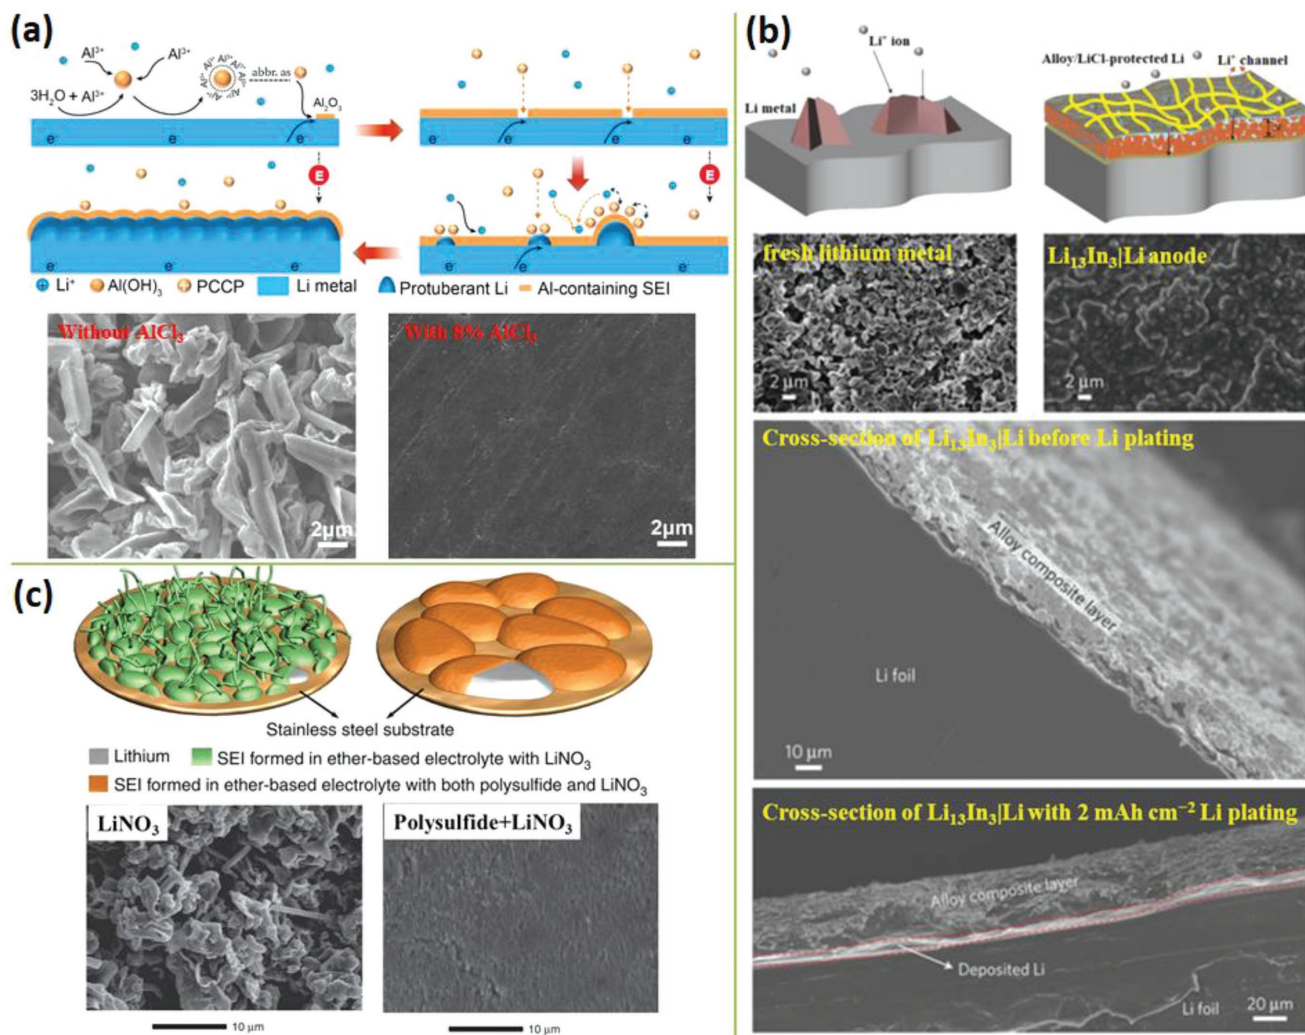 (a)
Al³⁺
Al³⁺
3H₂O + Al³⁺
Al³⁺ Al³⁺ Al³⁺
abbr. as
Al₂O₃
e⁻ e⁻ e⁻
e⁻ e⁻ e⁻
E
E
e⁻ e⁻ e⁻
e⁻ e⁻ e⁻
Li⁺ Al(OH)₃ PCCP Li metal Protuberant Li Al-containing SEI
Without AlCl₃
2μm
With 8% AlCl₃
2μm
(b)
Li⁺ ion
Li metal
Alloy/LiCl-protected Li
Li⁺ channel
fresh lithium metal
2 μm
Li₁₃In₃|Li anode
2 μm
Cross-section of Li₁₃In₃|Li before Li plating
Alloy composite layer
Li foil
10 μm
Cross-section of Li₁₃In₃|Li with 2 mAh cm⁻² Li plating
Alloy composite layer
Deposited Li
Li foil
20 μm
(c)
Stainless steel substrate
Lithium SEI formed in ether-based electrolyte with LiNO₃
SEI formed in ether-based electrolyte with both polysulfide and LiNO₃
LiNO₃
10 μm
Polysulfide+LiNO₃
10 μm